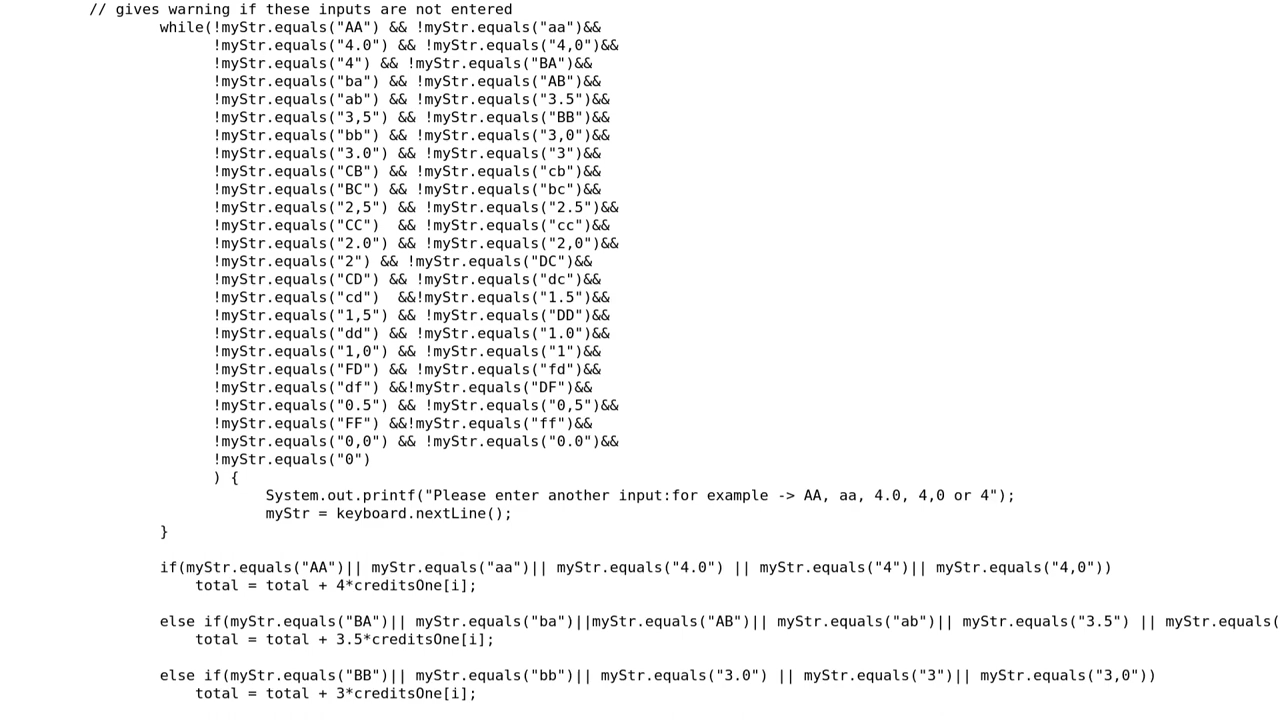 // gives warning if these inputs are not entered
while(!myStr.equals("AA") && !myStr.equals("aa")&&
!myStr.equals("4.0") && !myStr.equals("4,0")&&
!myStr.equals("4") && !myStr.equals("BA")&&
!myStr.equals("ba") && !myStr.equals("AB")&&
!myStr.equals("ab") && !myStr.equals("3.5")&&
!myStr.equals("3,5") && !myStr.equals("BB")&&
!myStr.equals("bb") && !myStr.equals("3,0")&&
!myStr.equals("3.0") && !myStr.equals("3")&&
!myStr.equals("CB") && !myStr.equals("cb")&&
!myStr.equals("BC") && !myStr.equals("bc")&&
!myStr.equals("2,5") && !myStr.equals("2.5")&&
!myStr.equals("CC")  && !myStr.equals("cc")&&
!myStr.equals("2.0") && !myStr.equals("2,0")&&
!myStr.equals("2") && !myStr.equals("DC")&&
!myStr.equals("CD") && !myStr.equals("dc")&&
!myStr.equals("cd")  &&!myStr.equals("1.5")&&
!myStr.equals("1,5") && !myStr.equals("DD")&&
!myStr.equals("dd") && !myStr.equals("1.0")&&
!myStr.equals("1,0") && !myStr.equals("1")&&
!myStr.equals("FD") && !myStr.equals("fd")&&
!myStr.equals("df") &&!myStr.equals("DF")&&
!myStr.equals("0.5") && !myStr.equals("0,5")&&
!myStr.equals("FF") &&!myStr.equals("ff")&&
!myStr.equals("0,0") && !myStr.equals("0.0")&&
!myStr.equals("0")
) {
System.out.printf("Please enter another input:for example -> AA, aa, 4.0, 4,0 or 4");
myStr = keyboard.nextLine();
}
if(myStr.equals("AA")|| myStr.equals("aa")|| myStr.equals("4.0") || myStr.equals("4")|| myStr.equals("4,0"))
total = total + 4*creditsOne[i];
else if(myStr.equals("BA")|| myStr.equals("ba")||myStr.equals("AB")|| myStr.equals("ab")|| myStr.equals("3.5") || myStr.equals(
total = total + 3.5*creditsOne[i];
else if(myStr.equals("BB")|| myStr.equals("bb")|| myStr.equals("3.0") || myStr.equals("3")|| myStr.equals("3,0"))
total = total + 3*creditsOne[i];